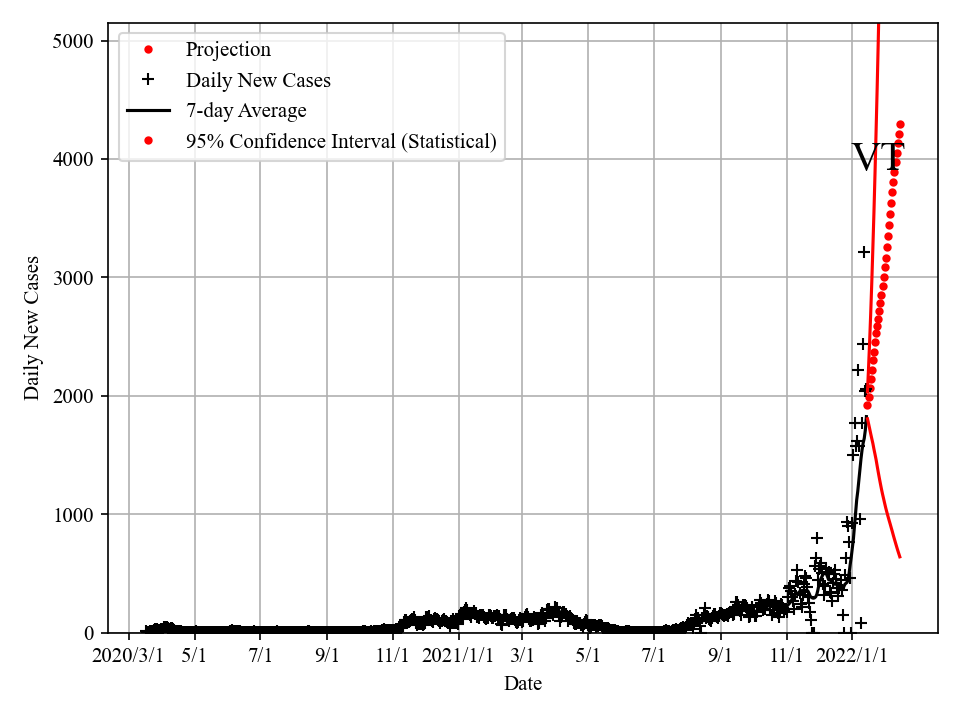 5000
4000
3000
2000
1000
0
Daily New Cases
Projection
Daily New Cases
7-day Average
95% Confidence Interval (Statistical)
VT
2020/3/1 5/1 7/1 9/1 11/1 2021/1/1 3/1 5/1 7/1 9/1 11/1 2022/1/1
Date